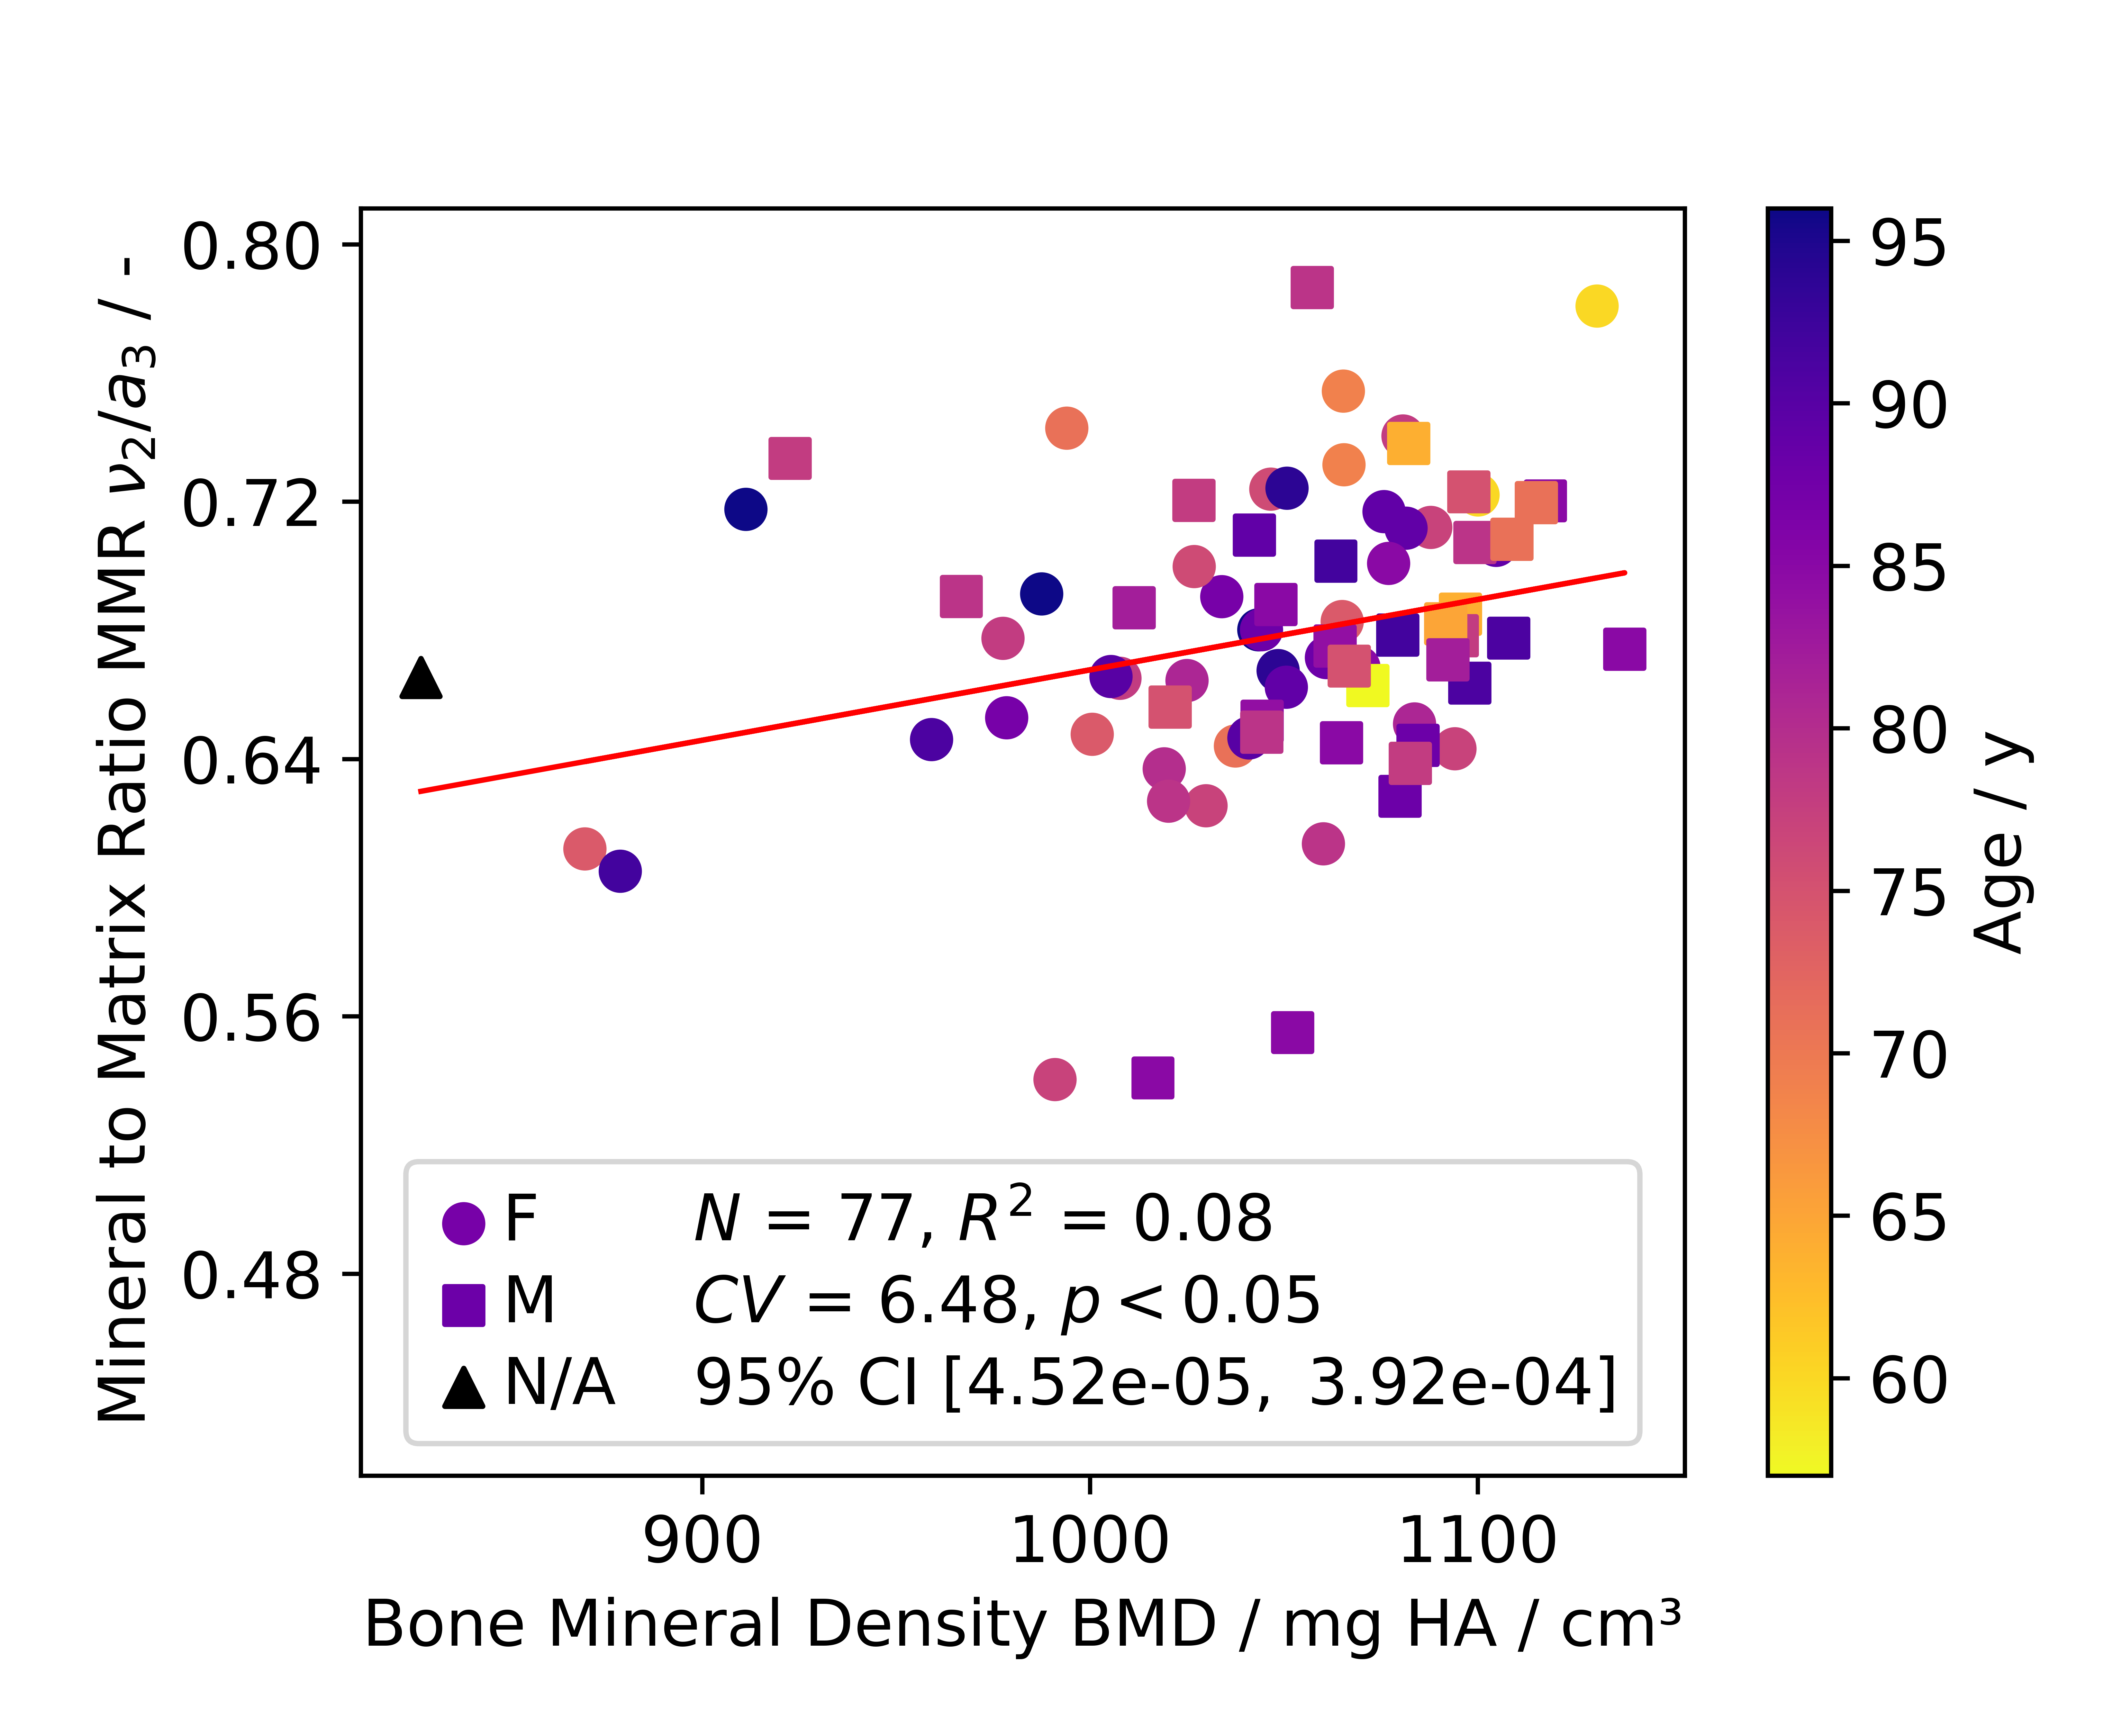 Mineral to Matrix Ratio MMR ν₂/a₃ / -
0.80
0.72
0.64
0.56
0.48
F
M
N/A
N = 77, R² = 0.08
CV = 6.48, p < 0.05
95% CI [4.52e-05, 3.92e-04]
900 1000 1100
Bone Mineral Density BMD / mg HA / cm³
95
90
85
80
75
70
65
60
Age / y